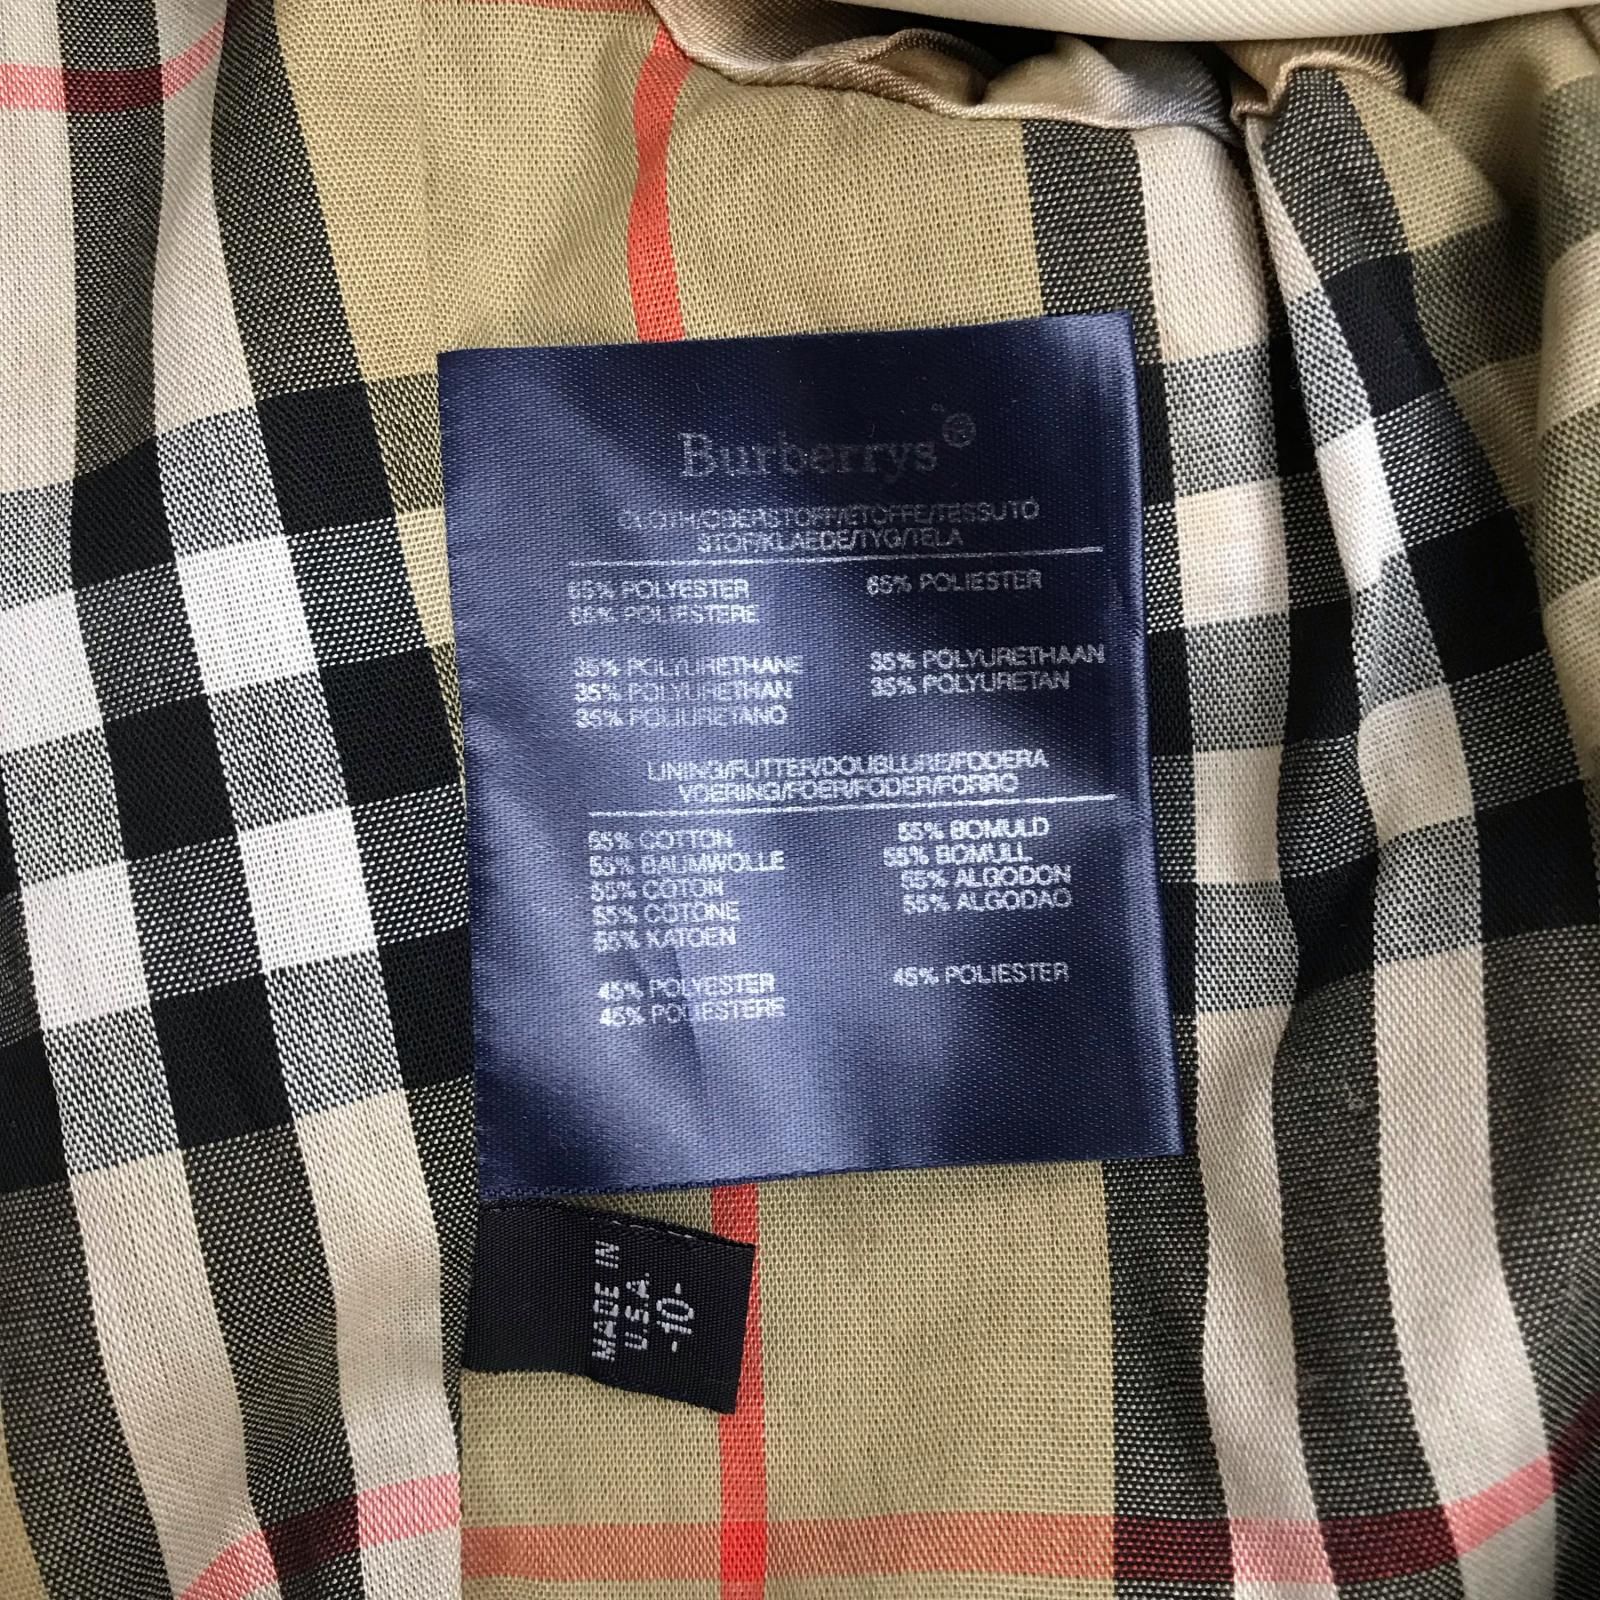 Burberrys®
CLOTH/OBERSTOFF/ETOFFE/TESSUTO
STOF/KLAEDE/TYG/TELA
65% POLYESTER 65% POLIESTER
65% POLIESTERE
35% POLYURETHANE 35% POLYURETHAAN
35% POLYURETHAN 35% POLYURETAN
35% POLIURETANO
LINING/FUTTER/DOUBLURE/FODERA
VOERING/FOER/FODER/FORRO
55% COTTON 55% BOMULD
55% BAUMWOLLE 55% BOMULL
55% COTON 55% ALGODON
55% COTONE 55% ALGODAO
55% KATOEN
45% POLYESTER 45% POLIESTER
45% POLIESTERE
MADE IN
U.S.A.
-10-